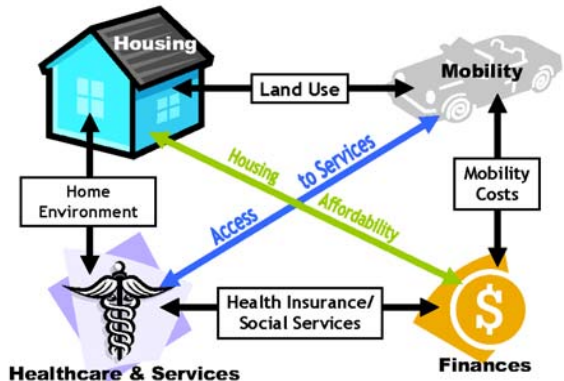 Housing
Mobility
Land Use
Housing Affordability
Access to Services
Home
Environment
Mobility
Costs
Health Insurance/
Social Services
$
Healthcare & Services
Finances